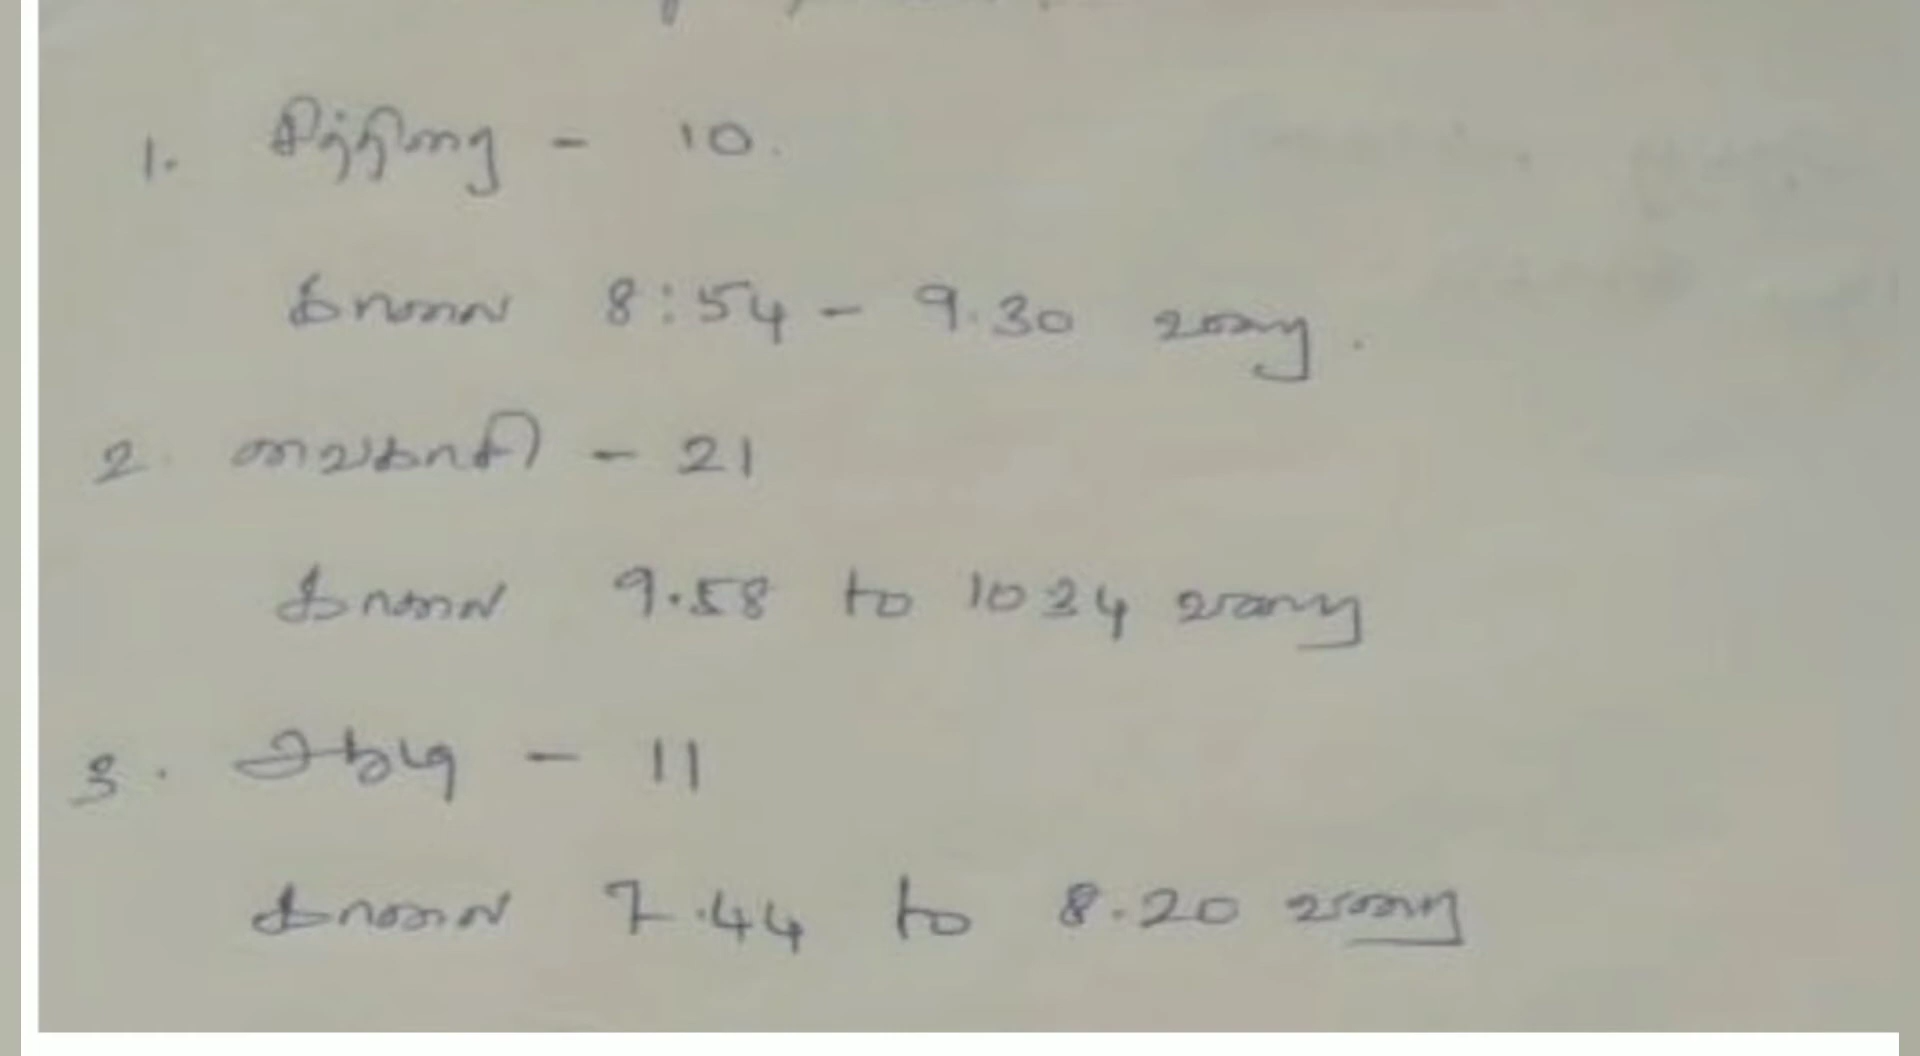 1. சித்திரை - 10.
காலை 8:54 - 9.30 வரை.
2. வைகாசி - 21
காலை 9.58 to 10 34 வரை
3. ஆடி - 11
காலை 7.44 to 8.20 வரை